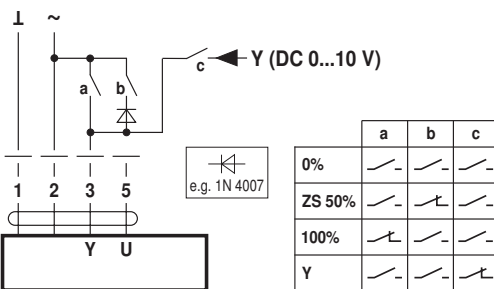 ⊥ ~
a b c Y (DC 0...10 V)
1 2 3 5
Y U
e.g. 1N 4007
a b c
0%
ZS 50%
100%
Y